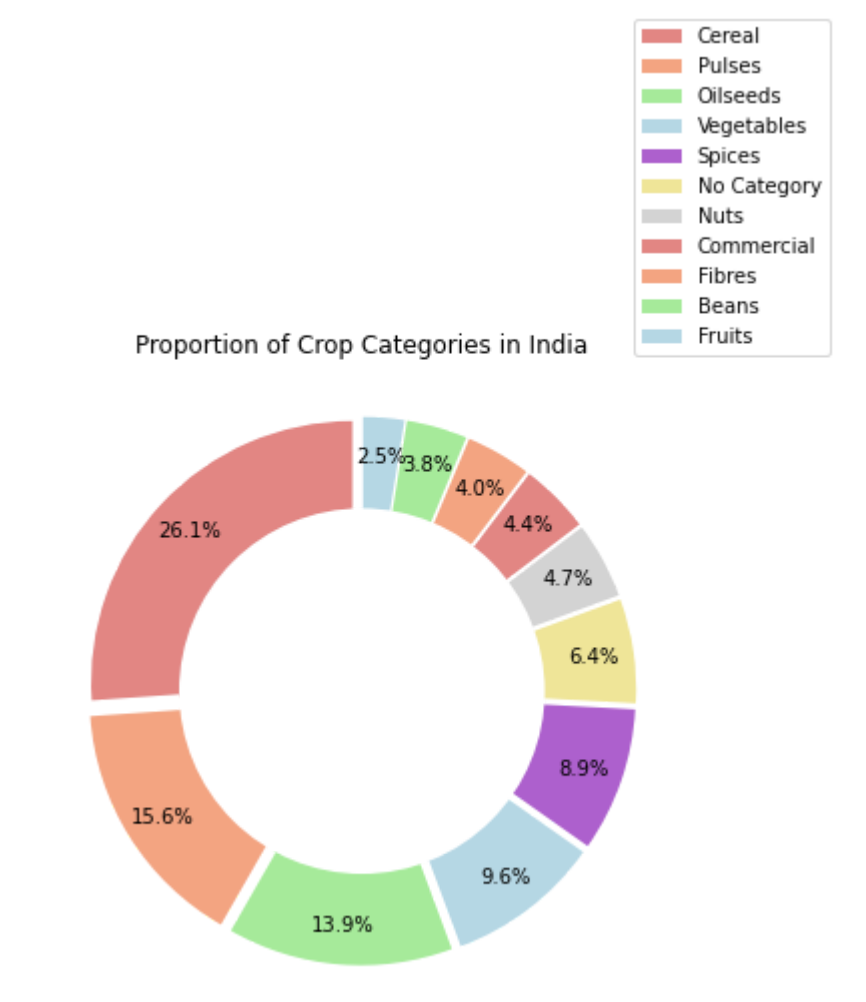 Cereal
Pulses
Oilseeds
Vegetables
Spices
No Category
Nuts
Commercial
Fibres
Beans
Fruits
Proportion of Crop Categories in India
2.5%
3.8%
4.0%
4.4%
26.1%
4.7%
6.4%
8.9%
15.6%
9.6%
13.9%